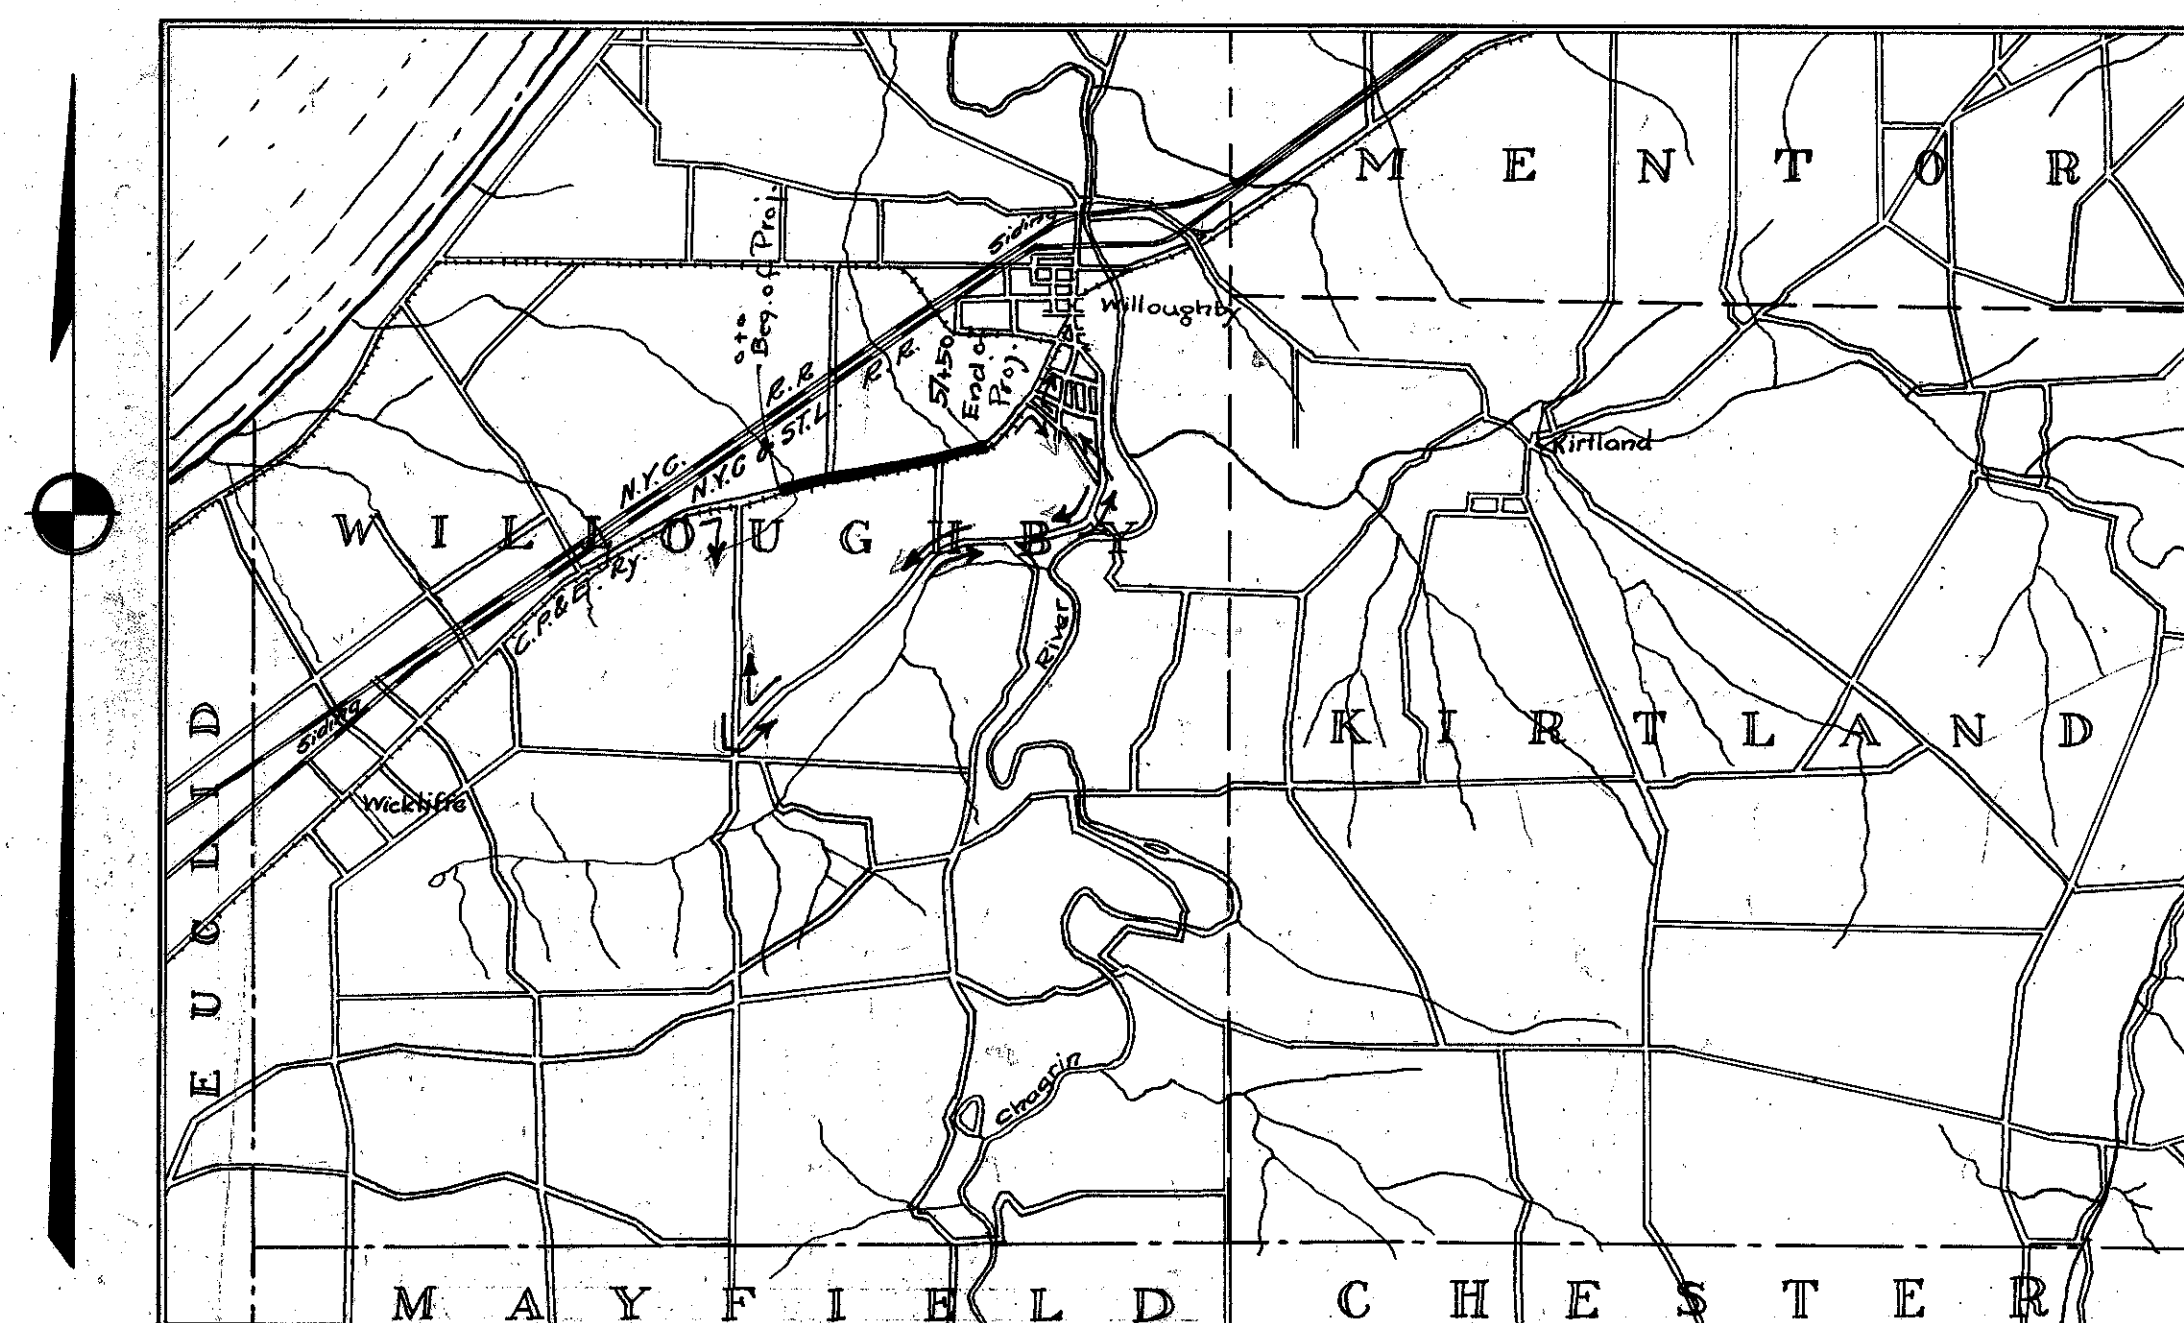 MENTOR
Siding
0+0
Beg. of Proj.
Willoughby
57+50
End of
Proj.
R.R.
R.R.
N.Y.C.
N.Y.C & ST.L
Kirtland
WILLOUGHBY
C.P.&E. Ry
River
KIRTLAND
Siding
Wickliffe
EUCLID
Chagrin
MAYFIELD
CHESTER